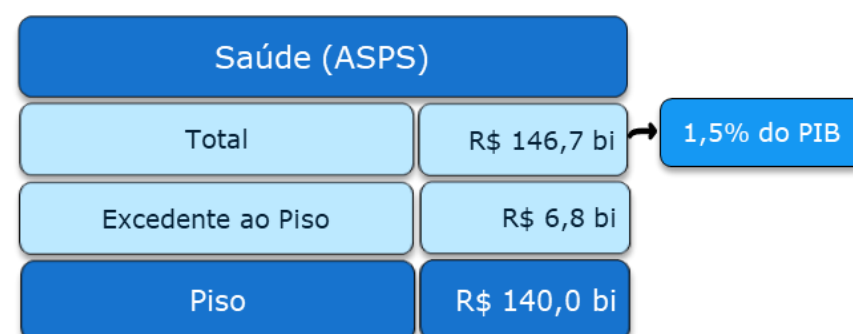 Saúde (ASPS)
Total R$ 146,7 bi 1,5% do PIB
Excedente ao Piso R$ 6,8 bi
Piso R$ 140,0 bi